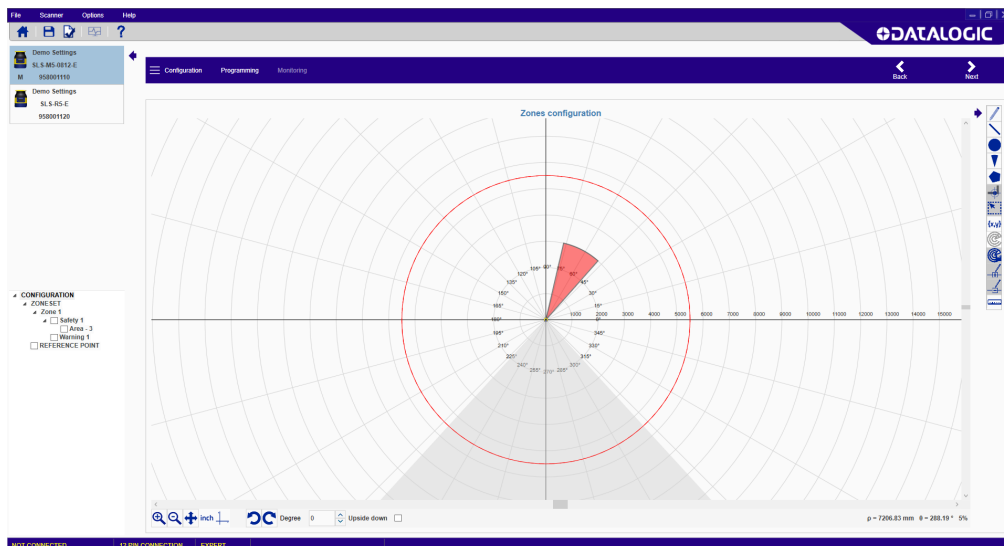 File Scanner Options Help
DATALOGIC
Demo Settings
SLS-M5-0812-E
M 958001110
Demo Settings
SLS-R5-E
958001120
Configuration Programming Monitoring Back Next
Zones configuration
120° 105° 90° 75° 60°
135° 45°
150° 30°
165° 15°
180° 0° 1000 2000 3000 4000 5000 6000 7000 8000 9000 10000 11000 12000 13000 14000 15000
195° 345°
210° 330°
225° 315°
240° 255° 270° 285° 300°
(x,y)
CONFIGURATION
ZONESET
Zone 1
Safety 1
Area - 3
Warning 1
REFERENCE POINT
inch Degree 0 Upside down ρ = 7206.83 mm θ = 288.19 ° 5%
NOT CONNECTED 12 PIN CONNECTION EXPERT